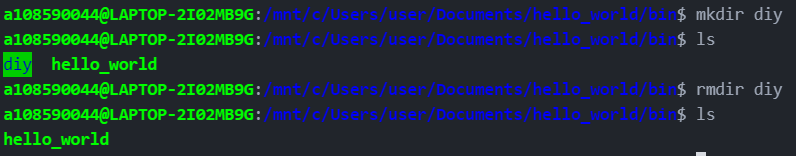 a108590044@LAPTOP-2I02MB9G:/mnt/c/Users/user/Documents/hello_world/bin$ mkdir diy
a108590044@LAPTOP-2I02MB9G:/mnt/c/Users/user/Documents/hello_world/bin$ ls
diy  hello_world
a108590044@LAPTOP-2I02MB9G:/mnt/c/Users/user/Documents/hello_world/bin$ rmdir diy
a108590044@LAPTOP-2I02MB9G:/mnt/c/Users/user/Documents/hello_world/bin$ ls
hello_world